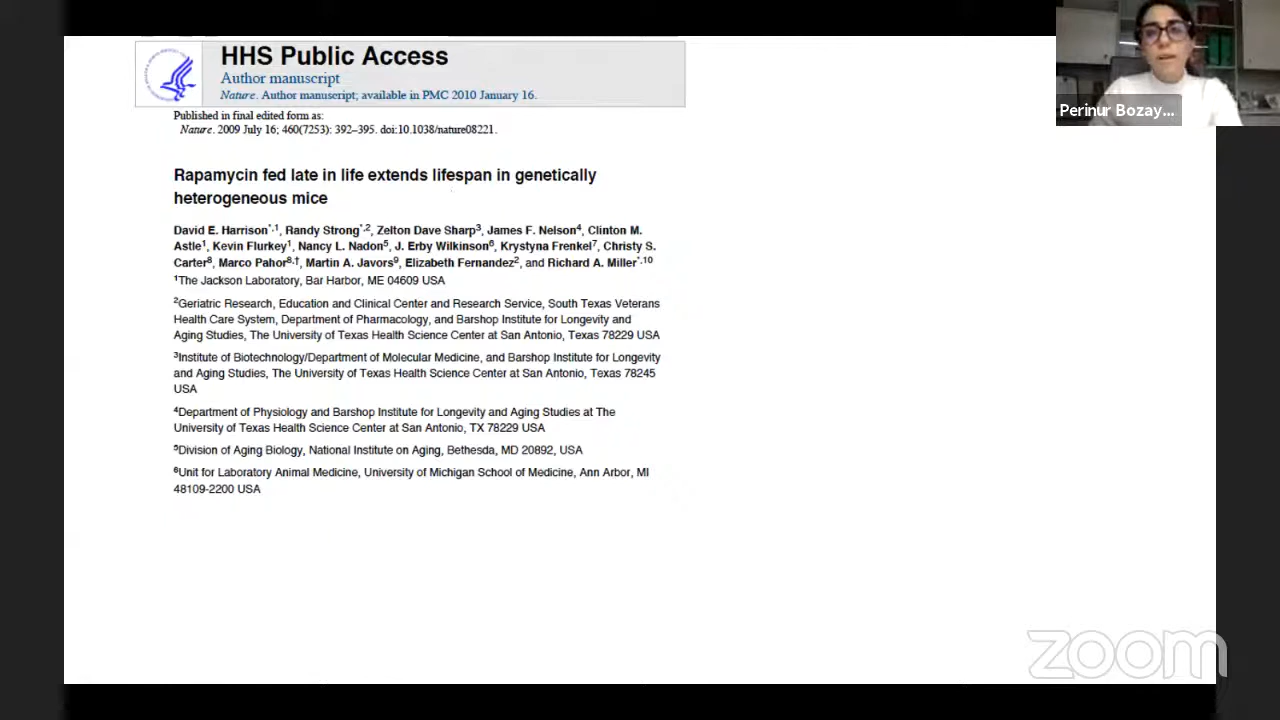 HHS Public Access
Author manuscript
Nature. Author manuscript; available in PMC 2010 January 16.
Published in final edited form as:
Nature. 2009 July 16; 460(7253): 392–395. doi:10.1038/nature08221.
Rapamycin fed late in life extends lifespan in genetically
heterogeneous mice
David E. Harrison*,1, Randy Strong*,2, Zelton Dave Sharp3, James F. Nelson4, Clinton M.
Astle1, Kevin Flurkey1, Nancy L. Nadon5, J. Erby Wilkinson6, Krystyna Frenkel7, Christy S.
Carter8, Marco Pahor8,†, Martin A. Javors9, Elizabeth Fernandez2, and Richard A. Miller*,10
1The Jackson Laboratory, Bar Harbor, ME 04609 USA
2Geriatric Research, Education and Clinical Center and Research Service, South Texas Veterans
Health Care System, Department of Pharmacology, and Barshop Institute for Longevity and
Aging Studies, The University of Texas Health Science Center at San Antonio, Texas 78229 USA
3Institute of Biotechnology/Department of Molecular Medicine, and Barshop Institute for Longevity
and Aging Studies, The University of Texas Health Science Center at San Antonio, Texas 78245
USA
4Department of Physiology and Barshop Institute for Longevity and Aging Studies at The
University of Texas Health Science Center at San Antonio, TX 78229 USA
5Division of Aging Biology, National Institute on Aging, Bethesda, MD 20892, USA
6Unit for Laboratory Animal Medicine, University of Michigan School of Medicine, Ann Arbor, MI
48109-2200 USA
Perinur Bozay...
zoom